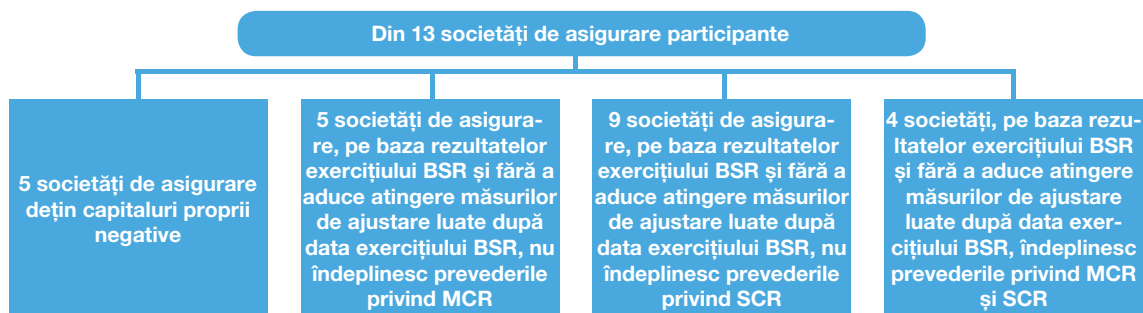 Din 13 societăți de asigurare participante
5 societăți de asigurare
dețin capitaluri proprii
negative
5 societăți de asigura-
re, pe baza rezultatelor
exercițiului BSR și fără a
aduce atingere măsurilor
de ajustare luate după
data exercițiului BSR, nu
îndeplinesc prevederile
privind MCR
9 societăți de asigura-
re, pe baza rezultatelor
exercițiului BSR și fără a
aduce atingere măsurilor
de ajustare luate după
data exercițiului BSR, nu
îndeplinesc prevederile
privind SCR
4 societăți, pe baza rezu-
ltatelor exercițiului BSR
și fără a aduce atingere
măsurilor de ajustare
luate după data exer-
cițiului BSR, îndeplinesc
prevederile privind MCR
și SCR